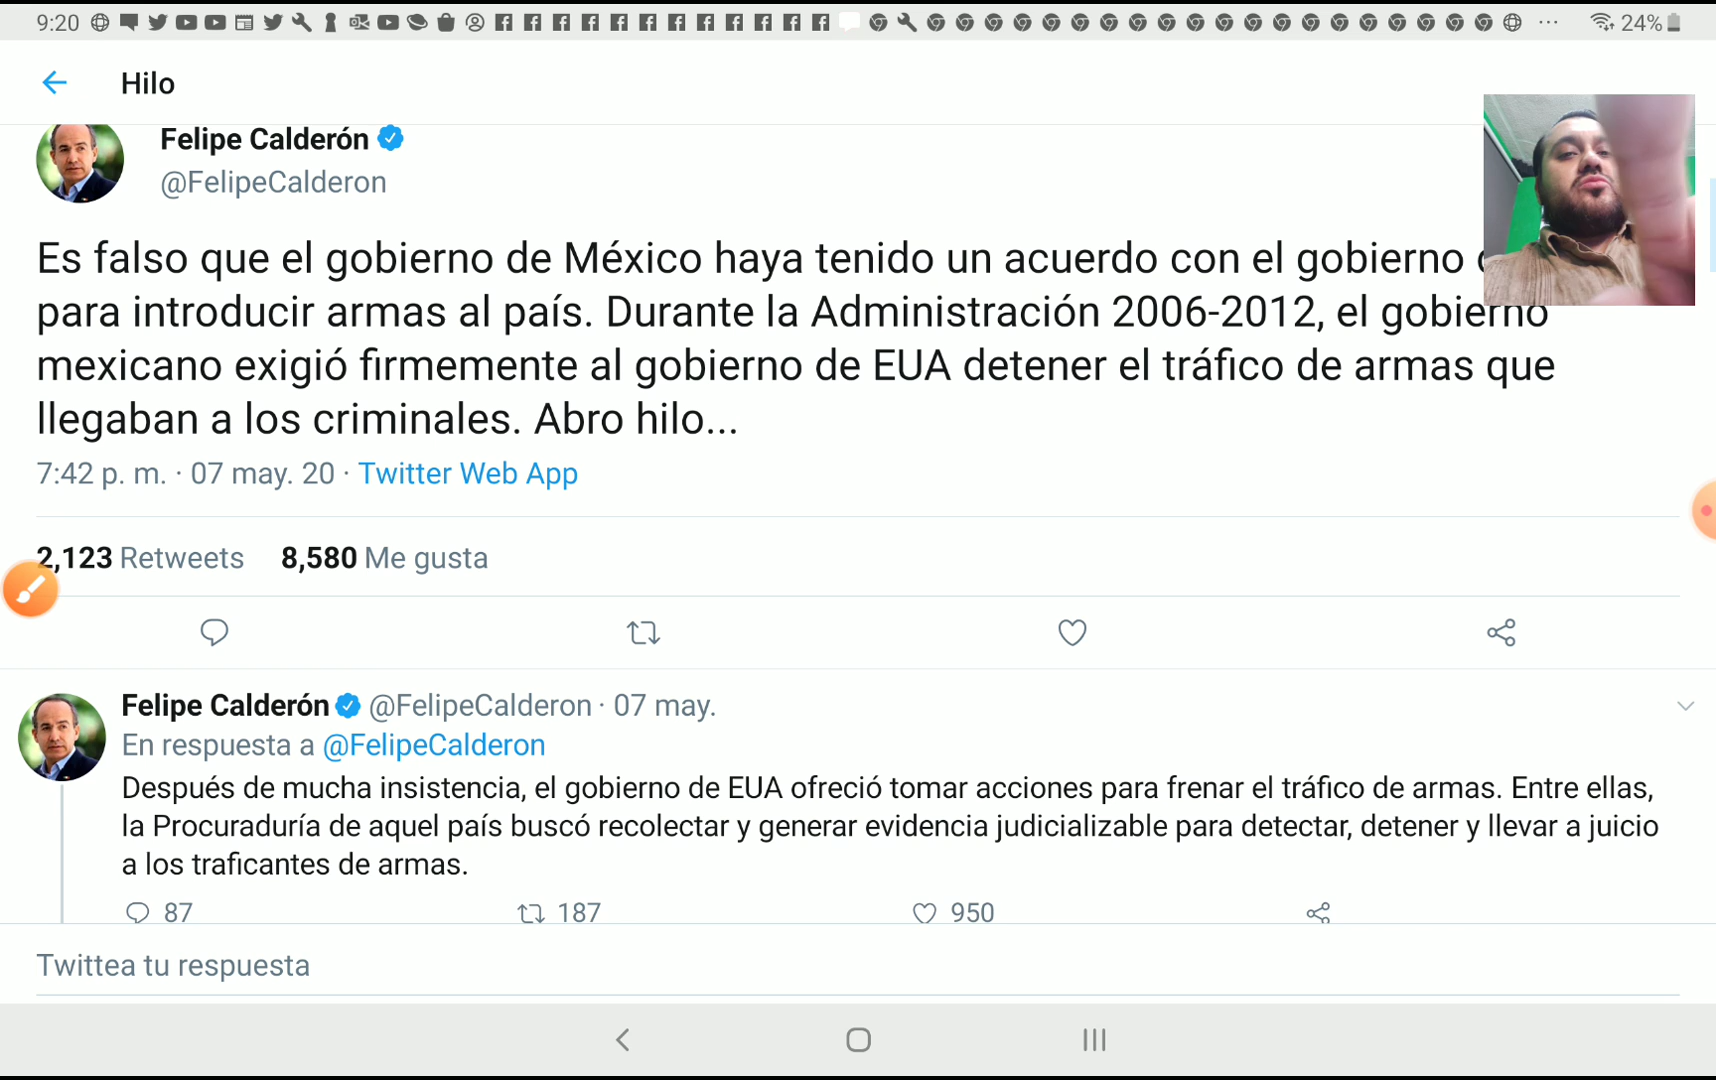 9:20 24%
Hilo
Felipe Calderón
@FelipeCalderon
Es falso que el gobierno de México haya tenido un acuerdo con el gobierno
para introducir armas al país. Durante la Administración 2006-2012, el gobierno
mexicano exigió firmemente al gobierno de EUA detener el tráfico de armas que
llegaban a los criminales. Abro hilo...
7:42 p. m. · 07 may. 20 · Twitter Web App
2,123 Retweets 8,580 Me gusta
Felipe Calderón @FelipeCalderon · 07 may.
En respuesta a @FelipeCalderon
Después de mucha insistencia, el gobierno de EUA ofreció tomar acciones para frenar el tráfico de armas. Entre ellas,
la Procuraduría de aquel país buscó recolectar y generar evidencia judicializable para detectar, detener y llevar a juicio
a los traficantes de armas.
87 187 950
Twittea tu respuesta